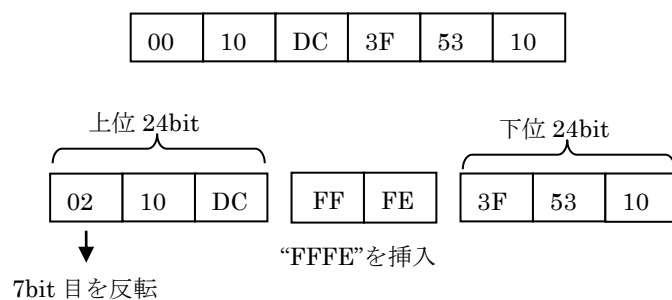 00 10 DC 3F 53 10
上位 24bit 下位 24bit
02 10 DC FF FE 3F 53 10
“FFFE”を挿入
7bit 目を反転